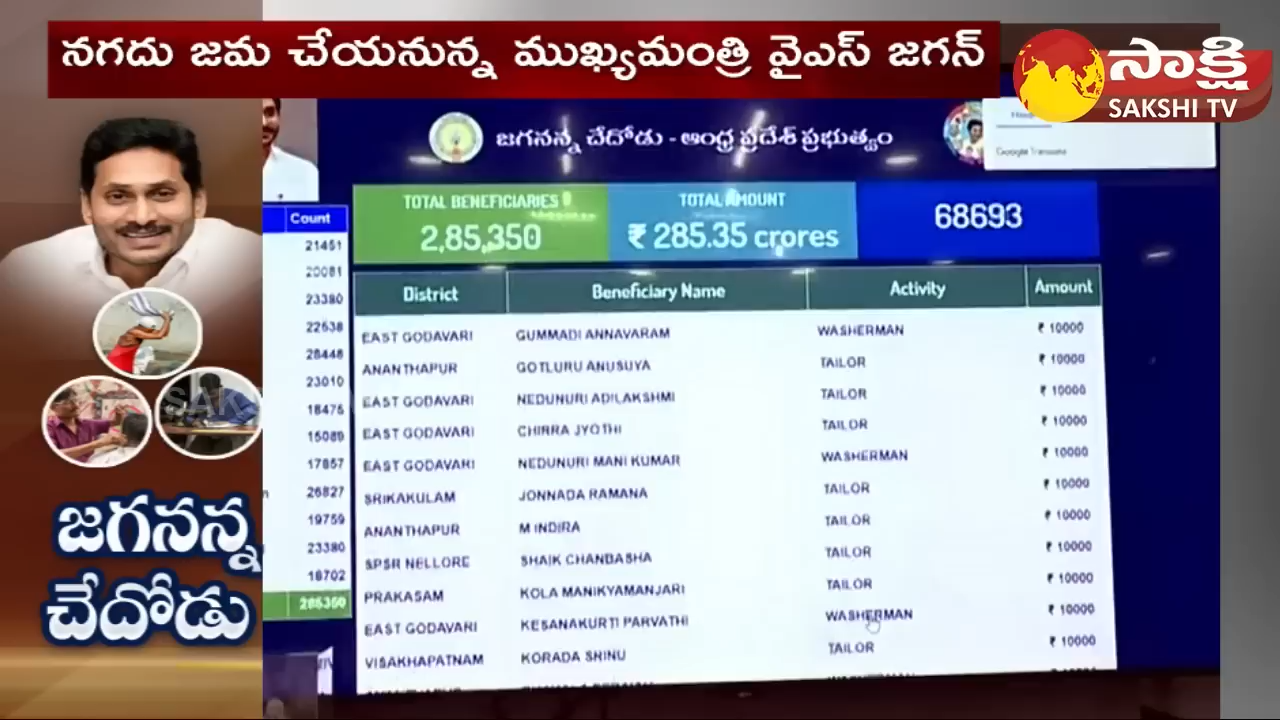 నగదు జమ చేయనున్న ముఖ్యమంత్రి వైఎస్ జగన్
సాక్షి
SAKSHI TV
జగనన్న చేదోడు - ఆంధ్ర ప్రదేశ్ ప్రభుత్వం
Google Translate
TOTAL BENEFICIARIES
2,85,350
TOTAL AMOUNT
₹ 285.35 crores
68693
Count
21451
20081
23380
22538
28448
23010
18475
15089
17857
26827
19759
23380
18702
285350
District Beneficiary Name Activity Amount
EAST GODAVARI GUMMADI ANNAVARAM WASHERMAN ₹ 10000
ANANTHAPUR GOTLURU ANUSUYA TAILOR ₹ 10000
EAST GODAVARI NEDUNURI ADILAKSHMI TAILOR ₹ 10000
EAST GODAVARI CHIRRA JYOTHI TAILOR ₹ 10000
EAST GODAVARI NEDUNURI MANI KUMAR WASHERMAN ₹ 10000
SRIKAKULAM JONNADA RAMANA TAILOR ₹ 10000
ANANTHAPUR M INDIRA TAILOR ₹ 10000
SPSR NELLORE SHAIK CHANBASHA TAILOR ₹ 10000
PRAKASAM KOLA MANIKYAMANJARI TAILOR ₹ 10000
EAST GODAVARI KESANAKURTI PARVATHI WASHERMAN ₹ 10000
VISAKHAPATNAM KORADA SHINU TAILOR ₹ 10000
జగనన్న
చేదోడు